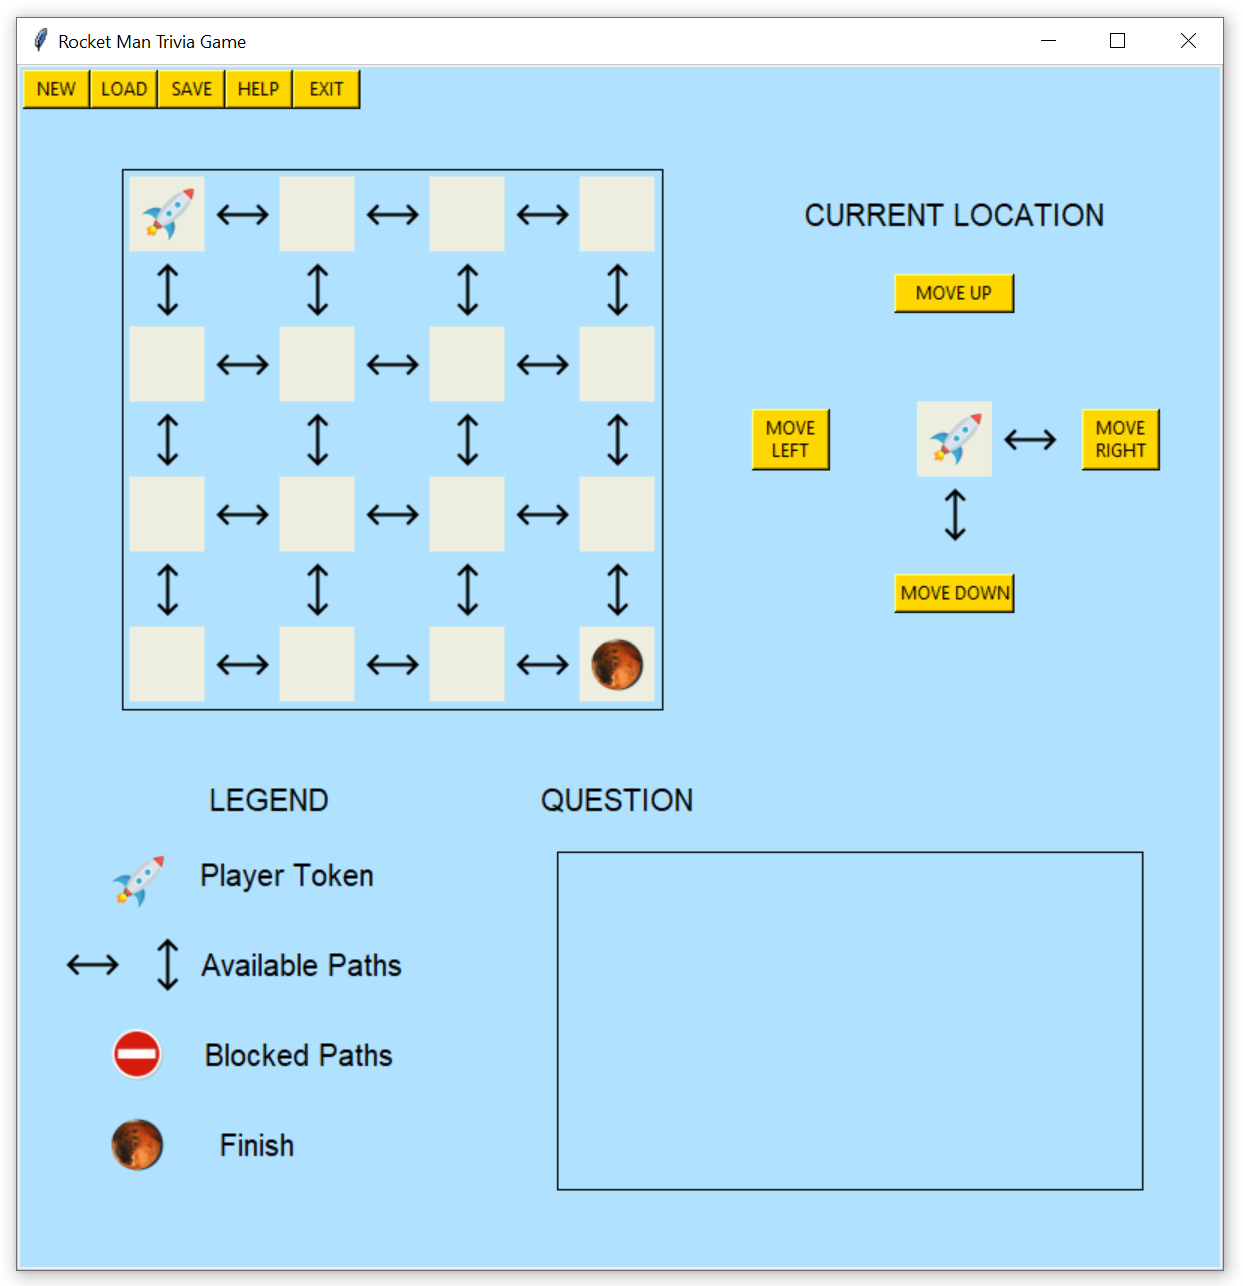 Rocket Man Trivia Game
NEW LOAD SAVE HELP EXIT
CURRENT LOCATION
MOVE UP
MOVE
LEFT
MOVE
RIGHT
MOVE DOWN
LEGEND
Player Token
Available Paths
Blocked Paths
Finish
QUESTION